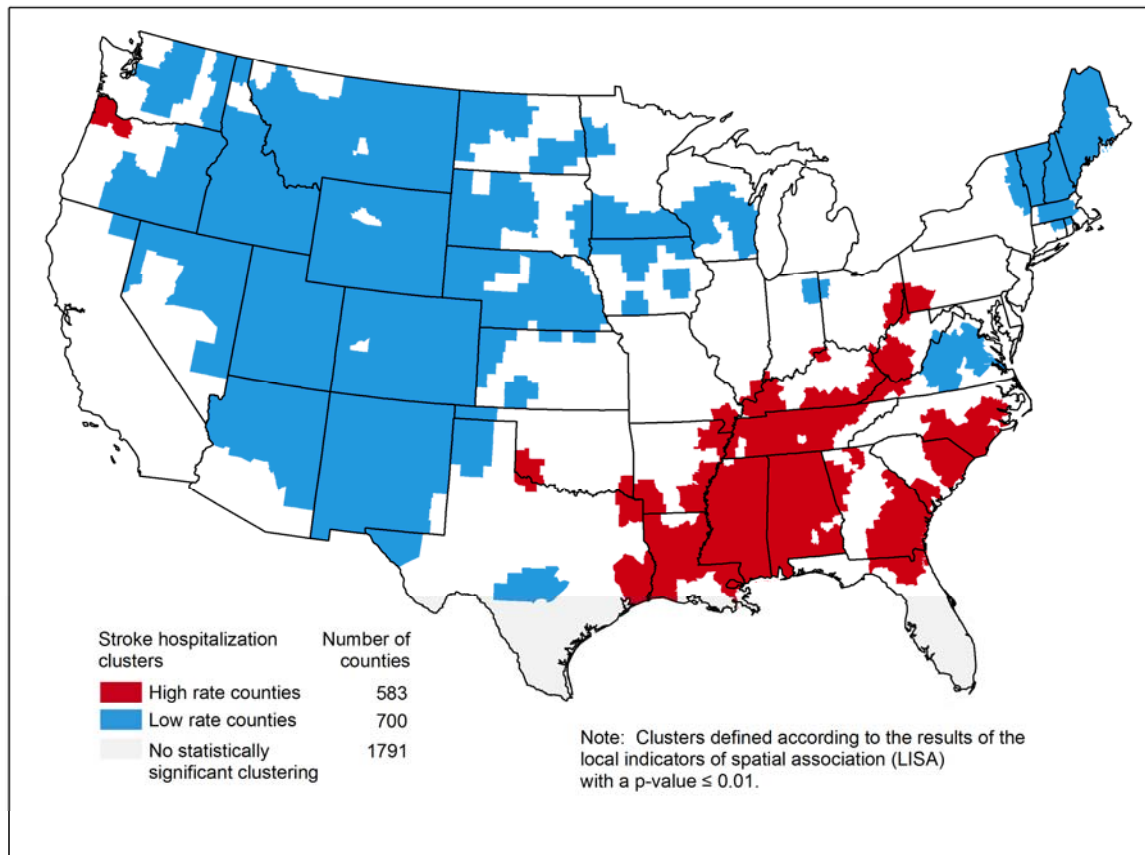 Stroke hospitalization clusters
Number of counties
High rate counties 583
Low rate counties 700
No statistically significant clustering 1791
Note: Clusters defined according to the results of the
local indicators of spatial association (LISA)
with a p-value ≤ 0.01.